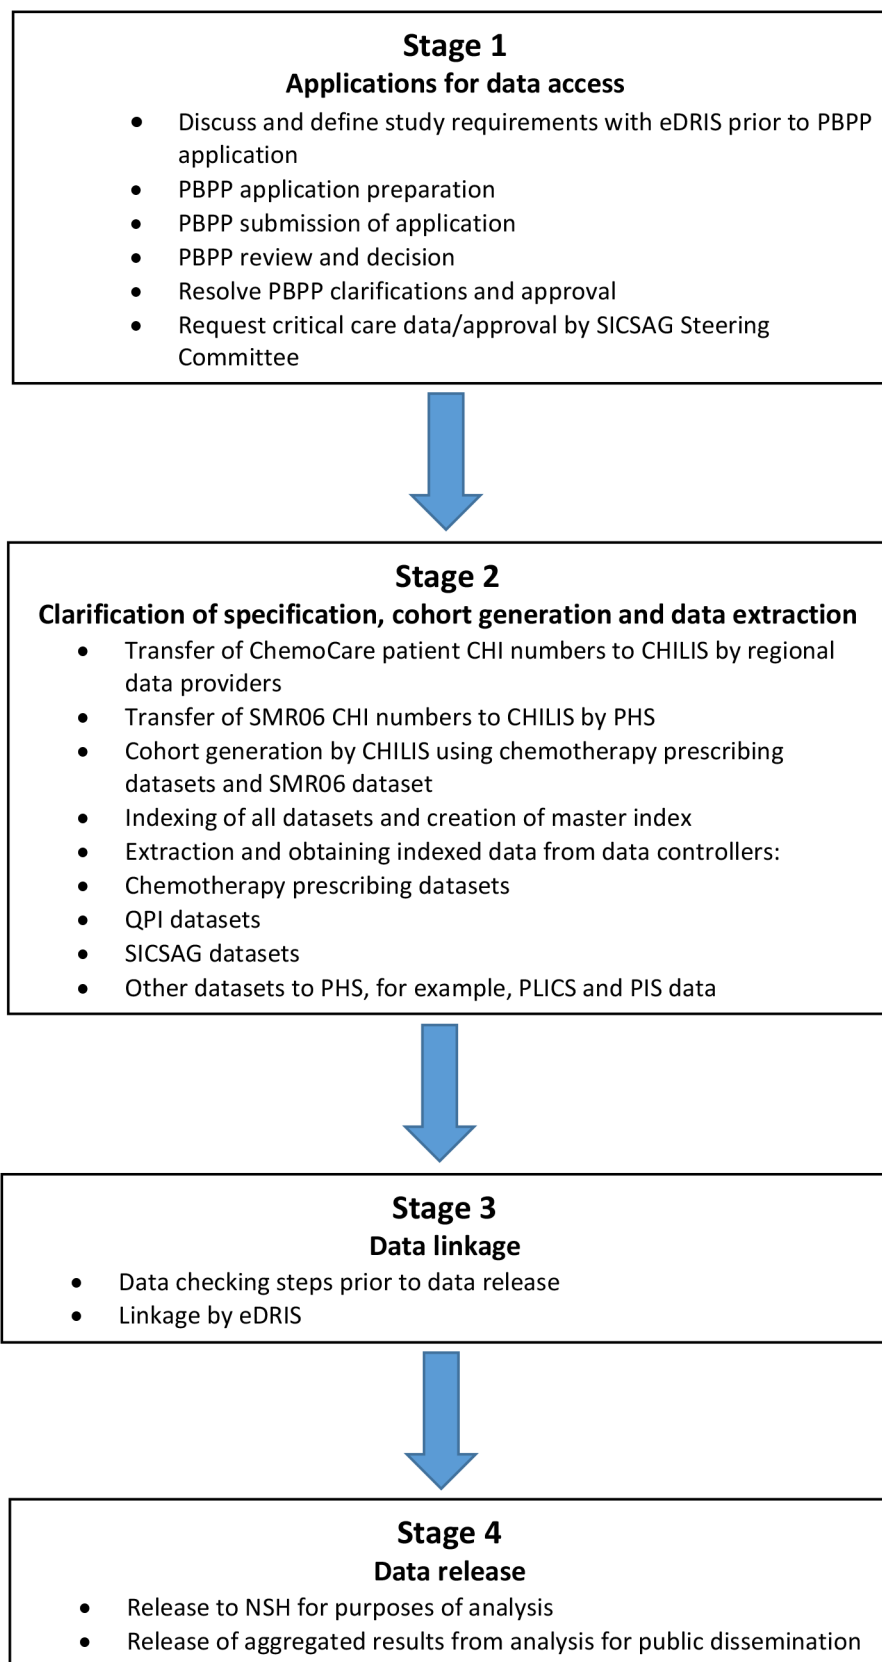 Stage 1
Applications for data access
• Discuss and define study requirements with eDRIS prior to PBPP
application
• PBPP application preparation
• PBPP submission of application
• PBPP review and decision
• Resolve PBPP clarifications and approval
• Request critical care data/approval by SICSAG Steering
Committee
Stage 2
Clarification of specification, cohort generation and data extraction
• Transfer of ChemoCare patient CHI numbers to CHILIS by regional
data providers
• Transfer of SMR06 CHI numbers to CHILIS by PHS
• Cohort generation by CHILIS using chemotherapy prescribing
datasets and SMR06 dataset
• Indexing of all datasets and creation of master index
• Extraction and obtaining indexed data from data controllers:
• Chemotherapy prescribing datasets
• QPI datasets
• SICSAG datasets
• Other datasets to PHS, for example, PLICS and PIS data
Stage 3
Data linkage
• Data checking steps prior to data release
• Linkage by eDRIS
Stage 4
Data release
• Release to NSH for purposes of analysis
• Release of aggregated results from analysis for public dissemination